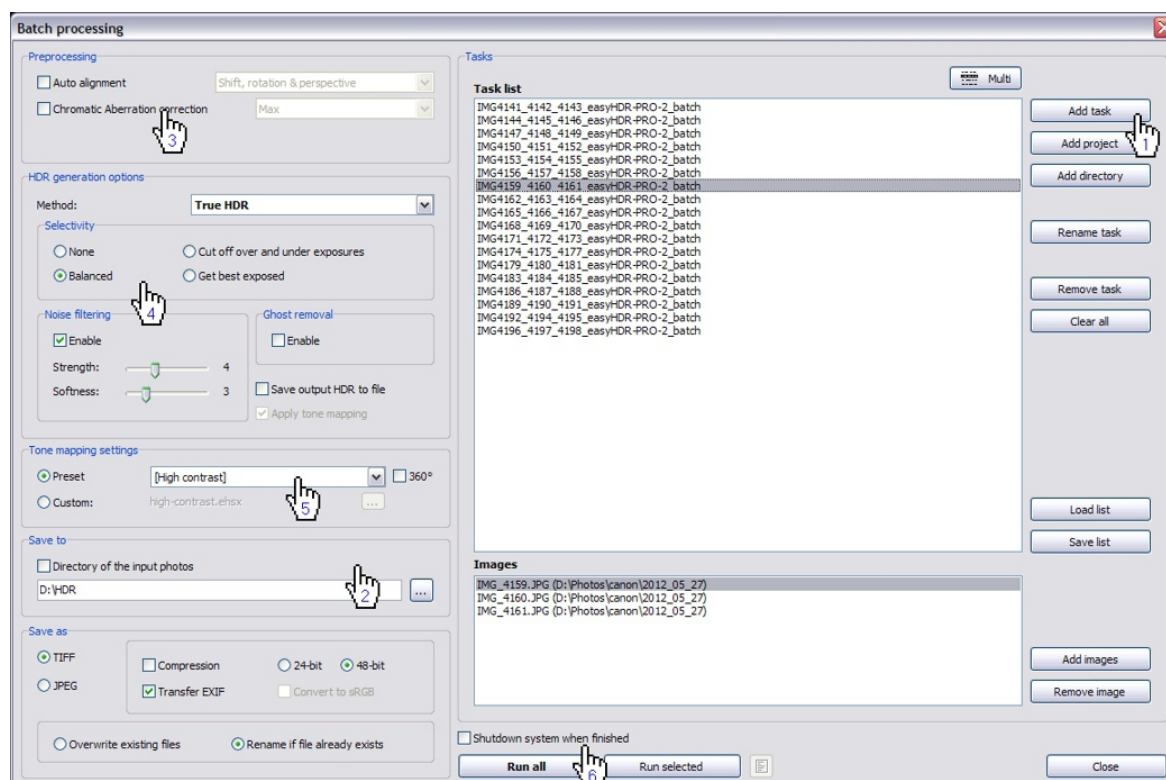 Batch processing
Preprocessing
Auto alignment
Shift, rotation & perspective
Chromatic Aberration correction
Max
3
HDR generation options
Method:
True HDR
Selectivity
None
Cut off over and under exposures
Balanced
Get best exposed
4
Noise filtering
Enable
Strength:
4
Softness:
3
Ghost removal
Enable
Save output HDR to file
Apply tone mapping
Tone mapping settings
Preset
[High contrast]
360°
Custom:
high-contrast.ehsx
...
5
Save to
Directory of the input photos
D:\HDR
...
2
Save as
TIFF
JPEG
Compression
24-bit
48-bit
Transfer EXIF
Convert to sRGB
Overwrite existing files
Rename if file already exists
Tasks
Task list
Multi
IMG4141_4142_4143_easyHDR-PRO-2_batch
IMG4144_4145_4146_easyHDR-PRO-2_batch
IMG4147_4148_4149_easyHDR-PRO-2_batch
IMG4150_4151_4152_easyHDR-PRO-2_batch
IMG4153_4154_4155_easyHDR-PRO-2_batch
IMG4156_4157_4158_easyHDR-PRO-2_batch
IMG4159_4160_4161_easyHDR-PRO-2_batch
IMG4162_4163_4164_easyHDR-PRO-2_batch
IMG4165_4166_4167_easyHDR-PRO-2_batch
IMG4168_4169_4170_easyHDR-PRO-2_batch
IMG4171_4172_4173_easyHDR-PRO-2_batch
IMG4174_4175_4177_easyHDR-PRO-2_batch
IMG4179_4180_4181_easyHDR-PRO-2_batch
IMG4183_4184_4185_easyHDR-PRO-2_batch
IMG4186_4187_4188_easyHDR-PRO-2_batch
IMG4189_4190_4191_easyHDR-PRO-2_batch
IMG4192_4194_4195_easyHDR-PRO-2_batch
IMG4196_4197_4198_easyHDR-PRO-2_batch
Add task
1
Add project
Add directory
Rename task
Remove task
Clear all
Load list
Save list
Images
IMG_4159.JPG (D:\Photos\canon\2012_05_27)
IMG_4160.JPG (D:\Photos\canon\2012_05_27)
IMG_4161.JPG (D:\Photos\canon\2012_05_27)
Add images
Remove image
Shutdown system when finished
Run all
6
Run selected
Close